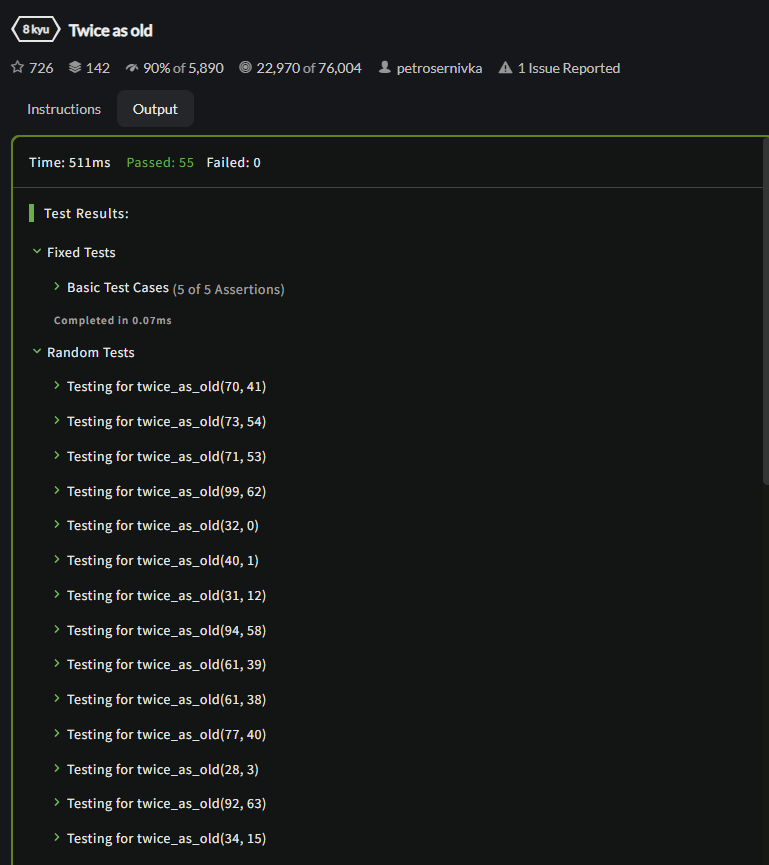 8 kyu Twice as old
726 142 90% of 5,890 22,970 of 76,004 petrosernivka 1 Issue Reported
Instructions Output
Time: 511ms Passed: 55 Failed: 0
Test Results:
Fixed Tests
Basic Test Cases (5 of 5 Assertions)
Completed in 0.07ms
Random Tests
Testing for twice_as_old(70, 41)
Testing for twice_as_old(73, 54)
Testing for twice_as_old(71, 53)
Testing for twice_as_old(99, 62)
Testing for twice_as_old(32, 0)
Testing for twice_as_old(40, 1)
Testing for twice_as_old(31, 12)
Testing for twice_as_old(94, 58)
Testing for twice_as_old(61, 39)
Testing for twice_as_old(61, 38)
Testing for twice_as_old(77, 40)
Testing for twice_as_old(28, 3)
Testing for twice_as_old(92, 63)
Testing for twice_as_old(34, 15)